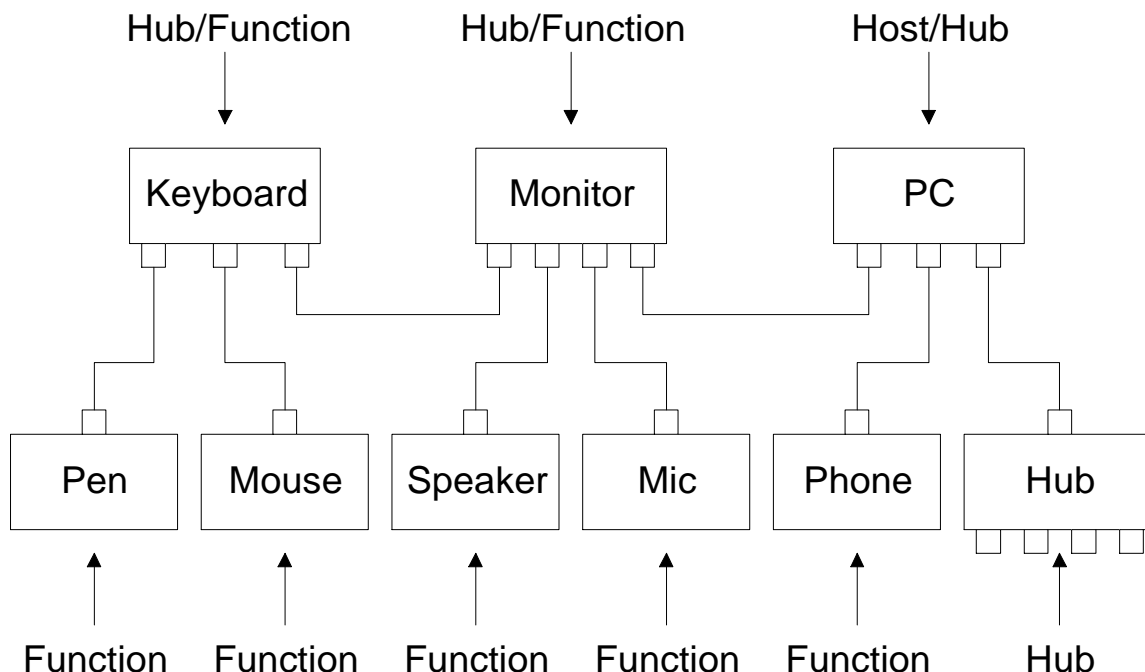 Hub/Function Hub/Function Host/Hub
Keyboard Monitor PC
Pen Mouse Speaker Mic Phone Hub
Function Function Function Function Function Hub